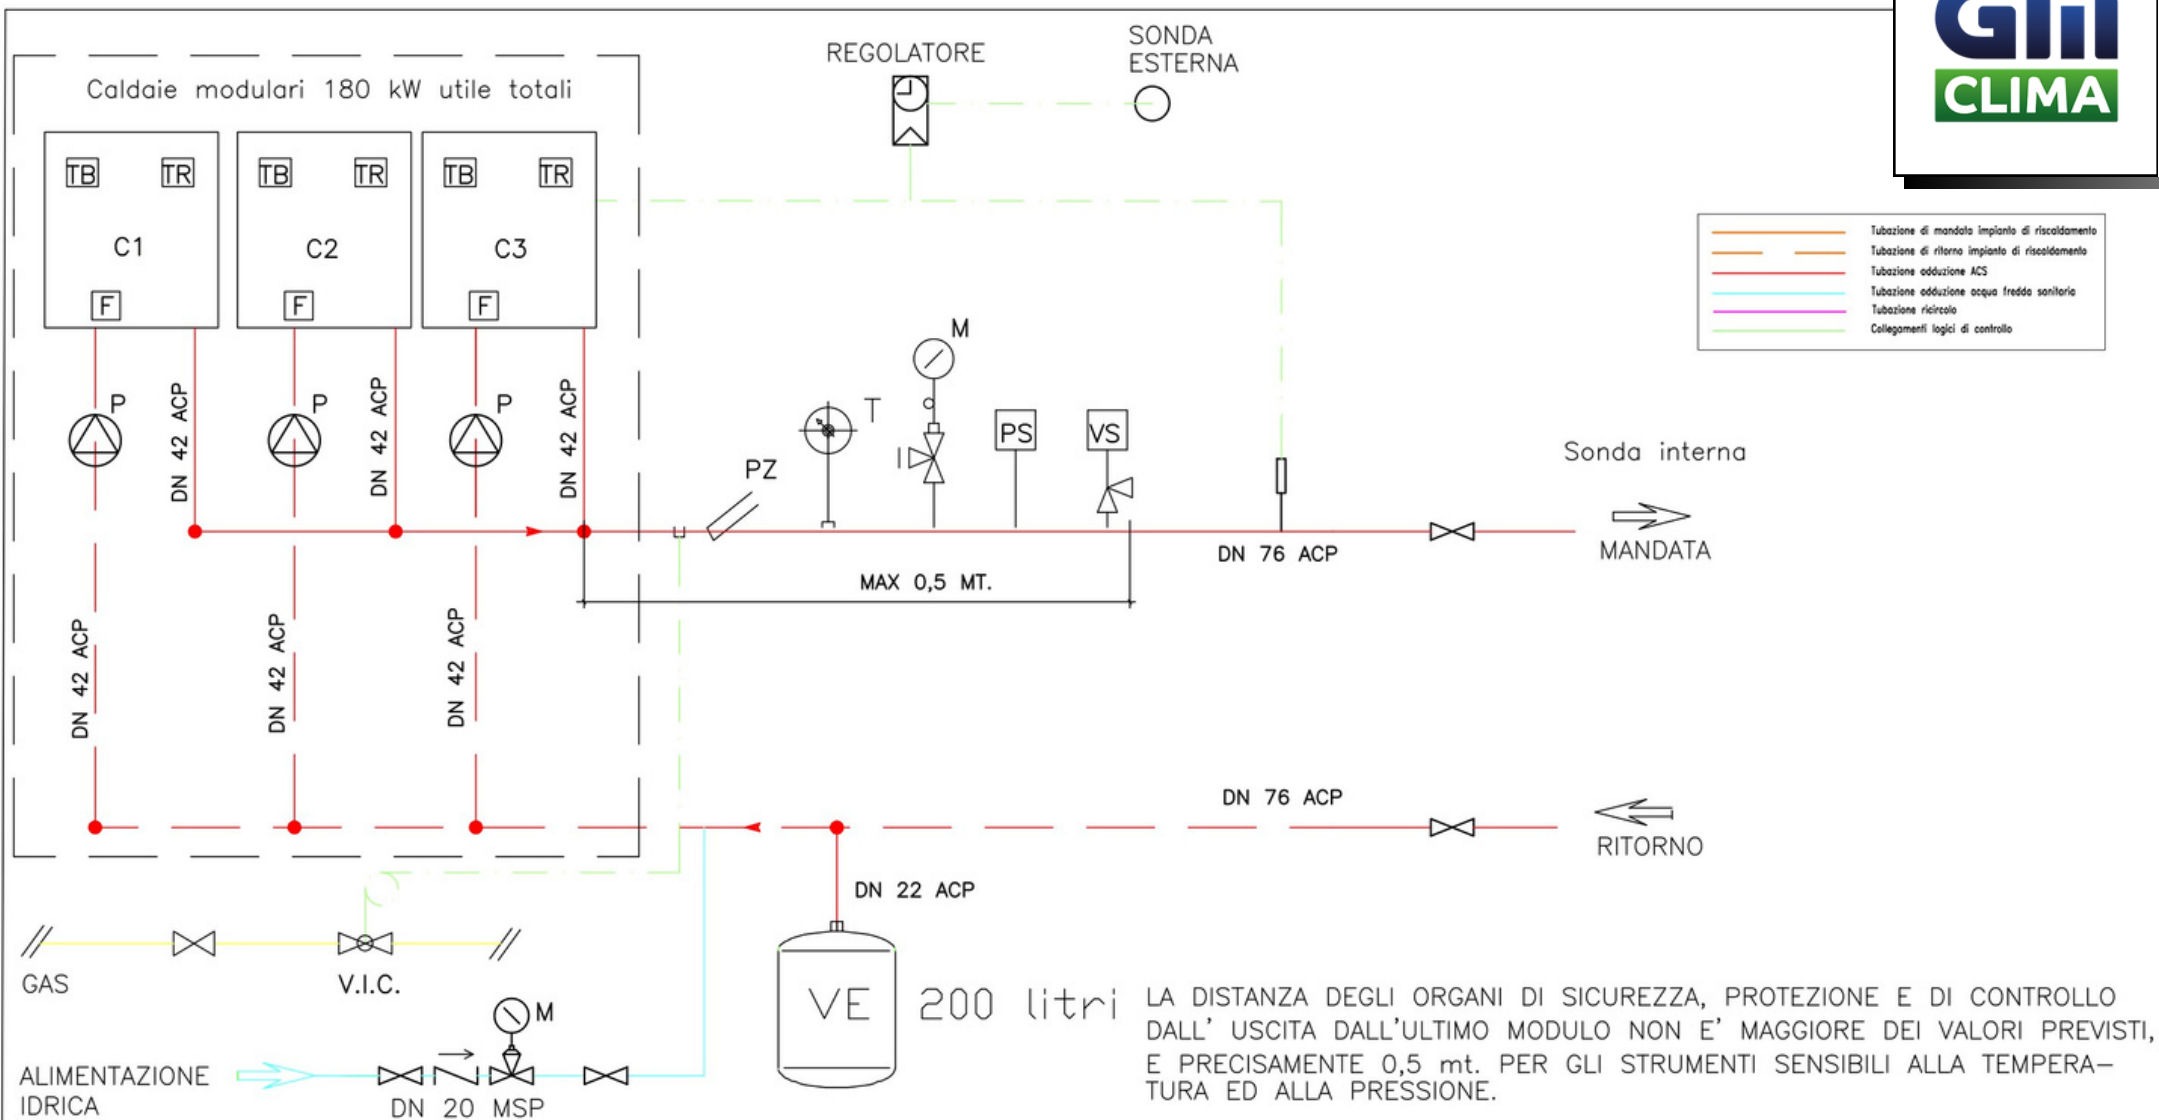 GHI
CLIMA
REGOLATORE
SONDA
ESTERNA
Caldaie modulari 180 kW utile totali
TB
TR
C1
F
TB
TR
C2
F
TB
TR
C3
F
Tubazione di mandata impianto di riscaldamento
Tubazione di ritorno impianto di riscaldamento
Tubazione adduzione ACS
Tubazione adduzione acqua fredda sanitaria
Tubazione ricircolo
Collegamenti logici di controllo
P
DN 42 ACP
P
DN 42 ACP
P
DN 42 ACP
PZ
T
M
PS
VS
Sonda interna
MANDATA
DN 76 ACP
MAX 0,5 MT.
DN 42 ACP
DN 42 ACP
DN 42 ACP
DN 76 ACP
RITORNO
DN 22 ACP
GAS
V.I.C.
VE
200 litri
M
ALIMENTAZIONE
IDRICA
DN 20 MSP
LA DISTANZA DEGLI ORGANI DI SICUREZZA, PROTEZIONE E DI CONTROLLO
DALL' USCITA DALL'ULTIMO MODULO NON E' MAGGIORE DEI VALORI PREVISTI,
E PRECISAMENTE 0,5 mt. PER GLI STRUMENTI SENSIBILI ALLA TEMPERA-
TURA ED ALLA PRESSIONE.